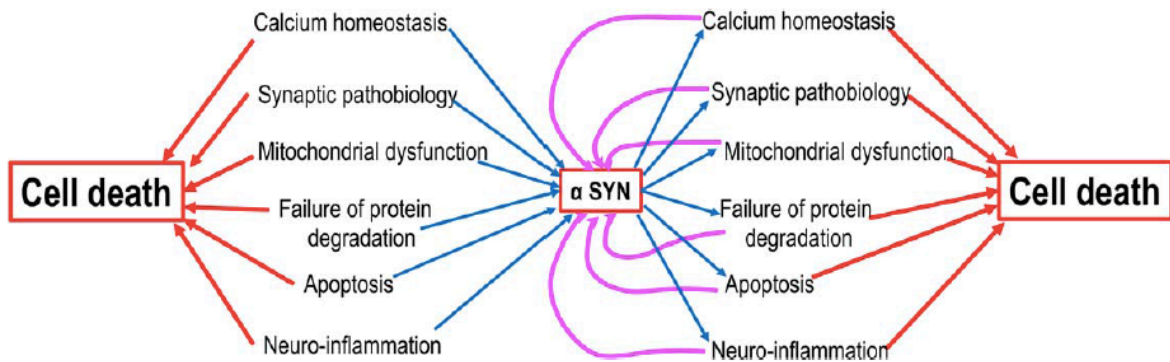 Calcium homeostasis
Synaptic pathobiology
Mitochondrial dysfunction
Cell death
Failure of protein
degradation
Apoptosis
Neuro-inflammation
α SYN
Calcium homeostasis
Synaptic pathobiology
Mitochondrial dysfunction
Failure of protein
degradation
Apoptosis
Neuro-inflammation
Cell death